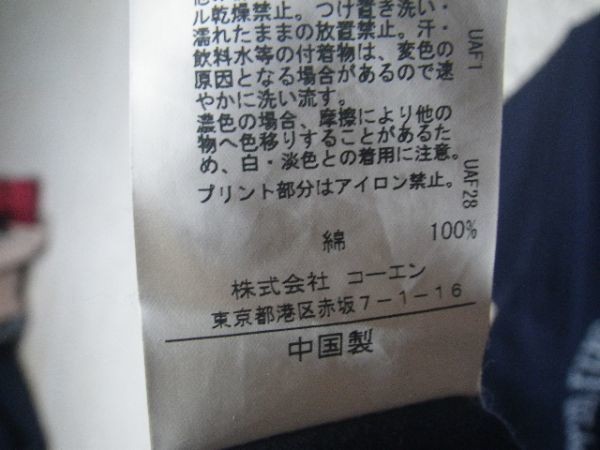 ル乾燥禁止。つけ置き洗い・
濡れたままの放置禁止。汗・
飲料水等の付着物は、変色の
原因となる場合があるので速
やかに洗い流す。
濃色の場合、摩擦により他の
物へ色移りすることがあるた
め、白・淡色との着用に注意。
プリント部分はアイロン禁止。
UAF1
UAF28
綿 100%
株式会社 コーエン
東京都港区赤坂7-1-16
中国製